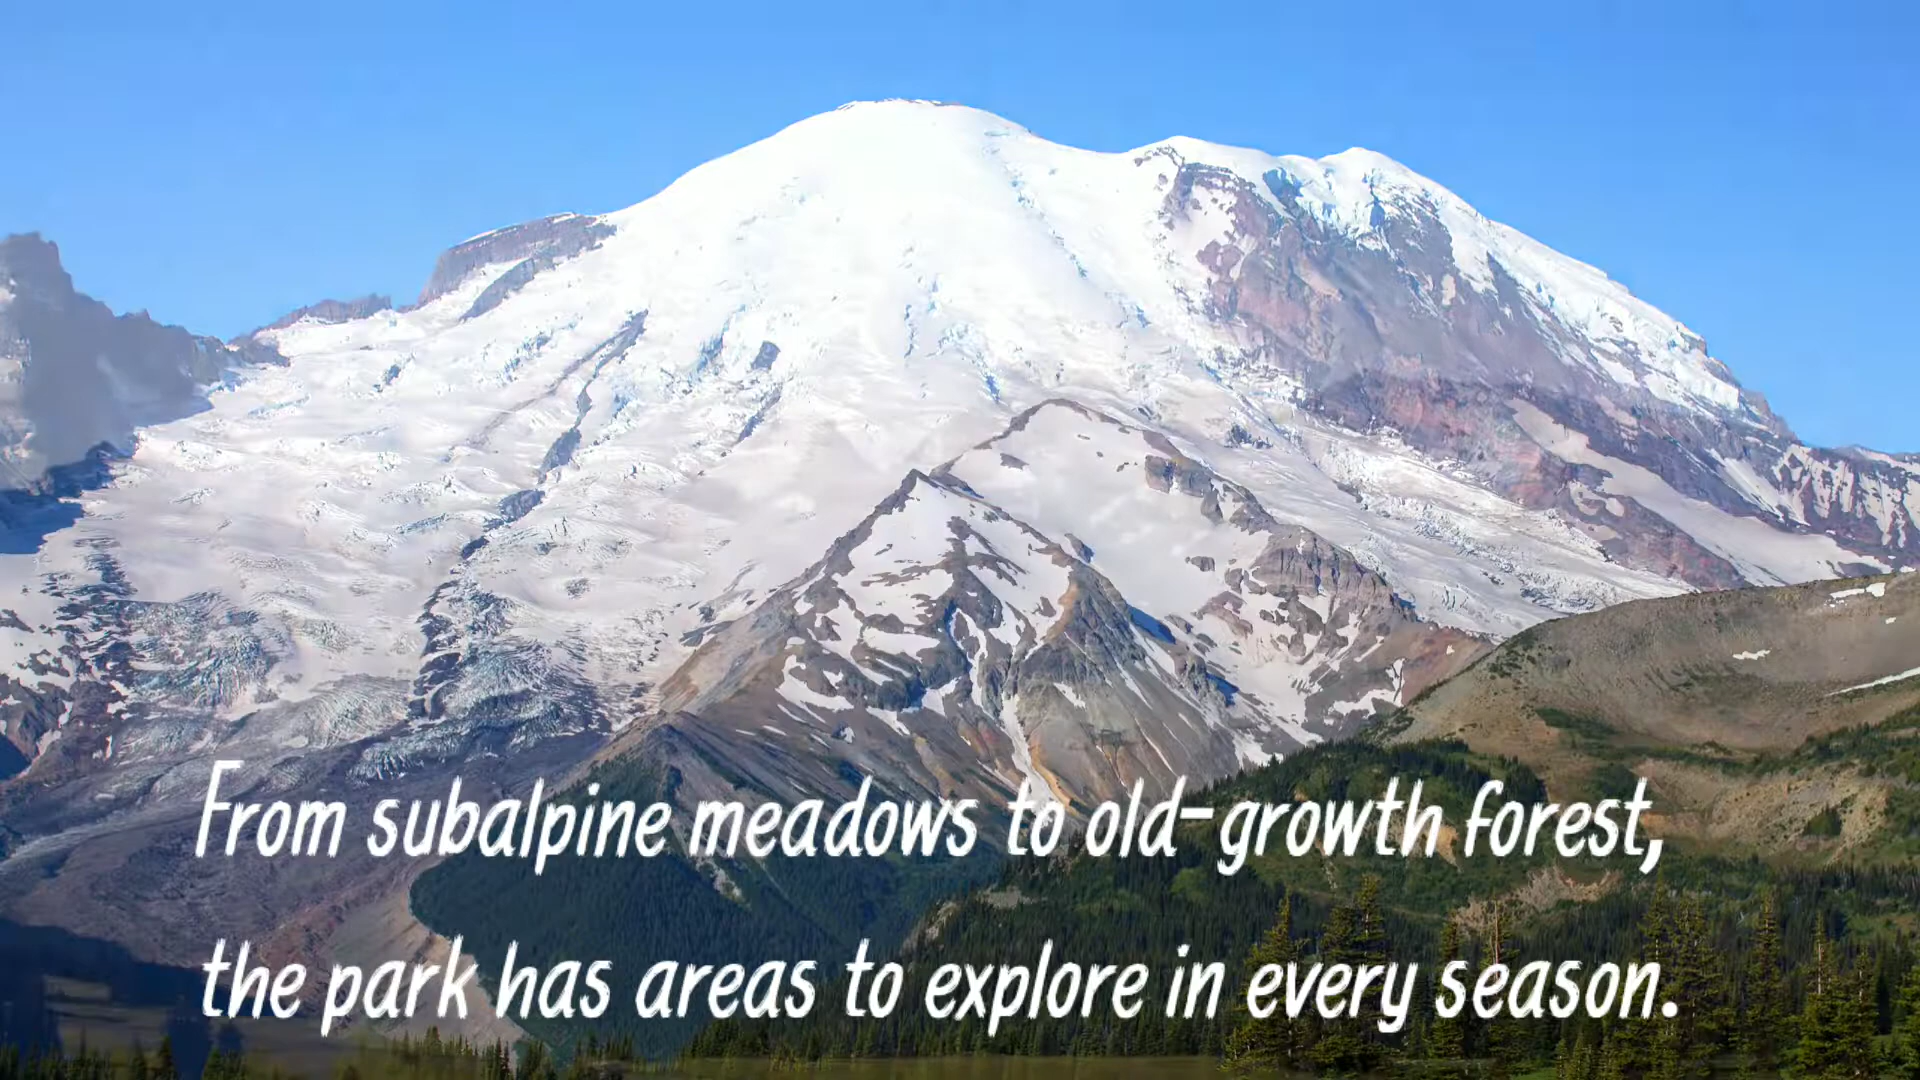 From subalpine meadows to old-growth forest,
the park has areas to explore in every season.